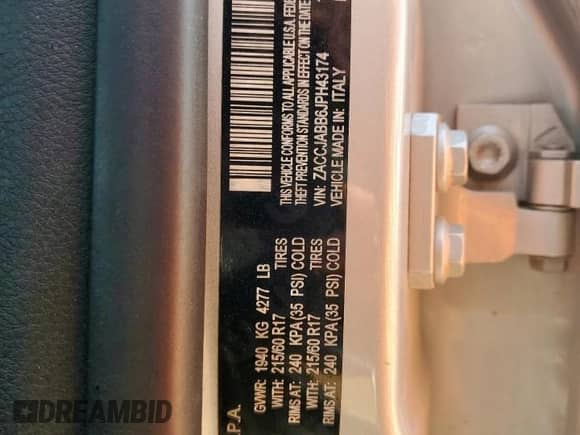 .P.A.
GVWR: 1940 KG 4277 LB
WITH: 215/60 R17 TIRES
RIMS AT: 240 KPA(35 PSI) COLD
WITH: 215/60 R17 TIRES
RIMS AT: 240 KPA(35 PSI) COLD
THIS VEHICLE CONFORMS TO ALL APPLICABLE U.S.A. FEDE
THEFT PREVENTION STANDARDS IN EFFECT ON THE DATE
VIN: ZACCJABB6JPH43174
VEHICLE MADE IN: ITALY
DREAMBID